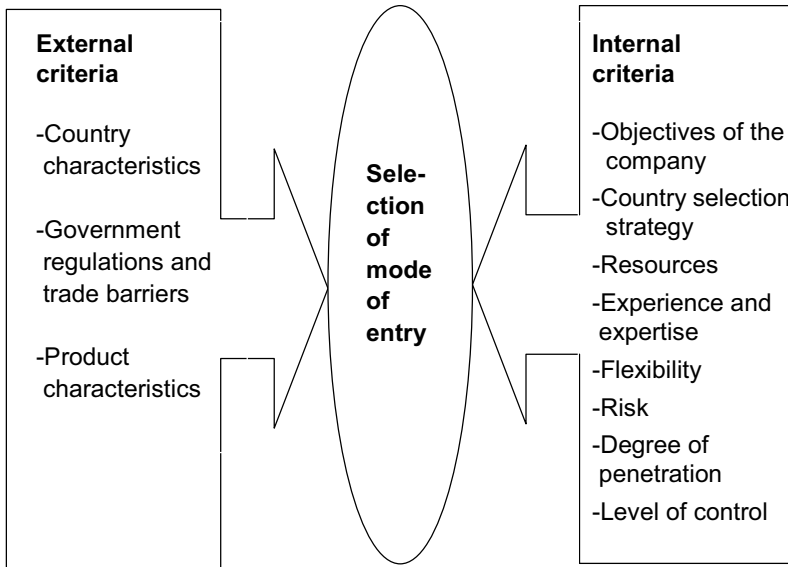 External
criteria
-Country
characteristics
-Government
regulations and
trade barriers
-Product
characteristics
Sele-
ction
of
mode
of
entry
Internal
criteria
-Objectives of the
company
-Country selection
strategy
-Resources
-Experience and
expertise
-Flexibility
-Risk
-Degree of
penetration
-Level of control